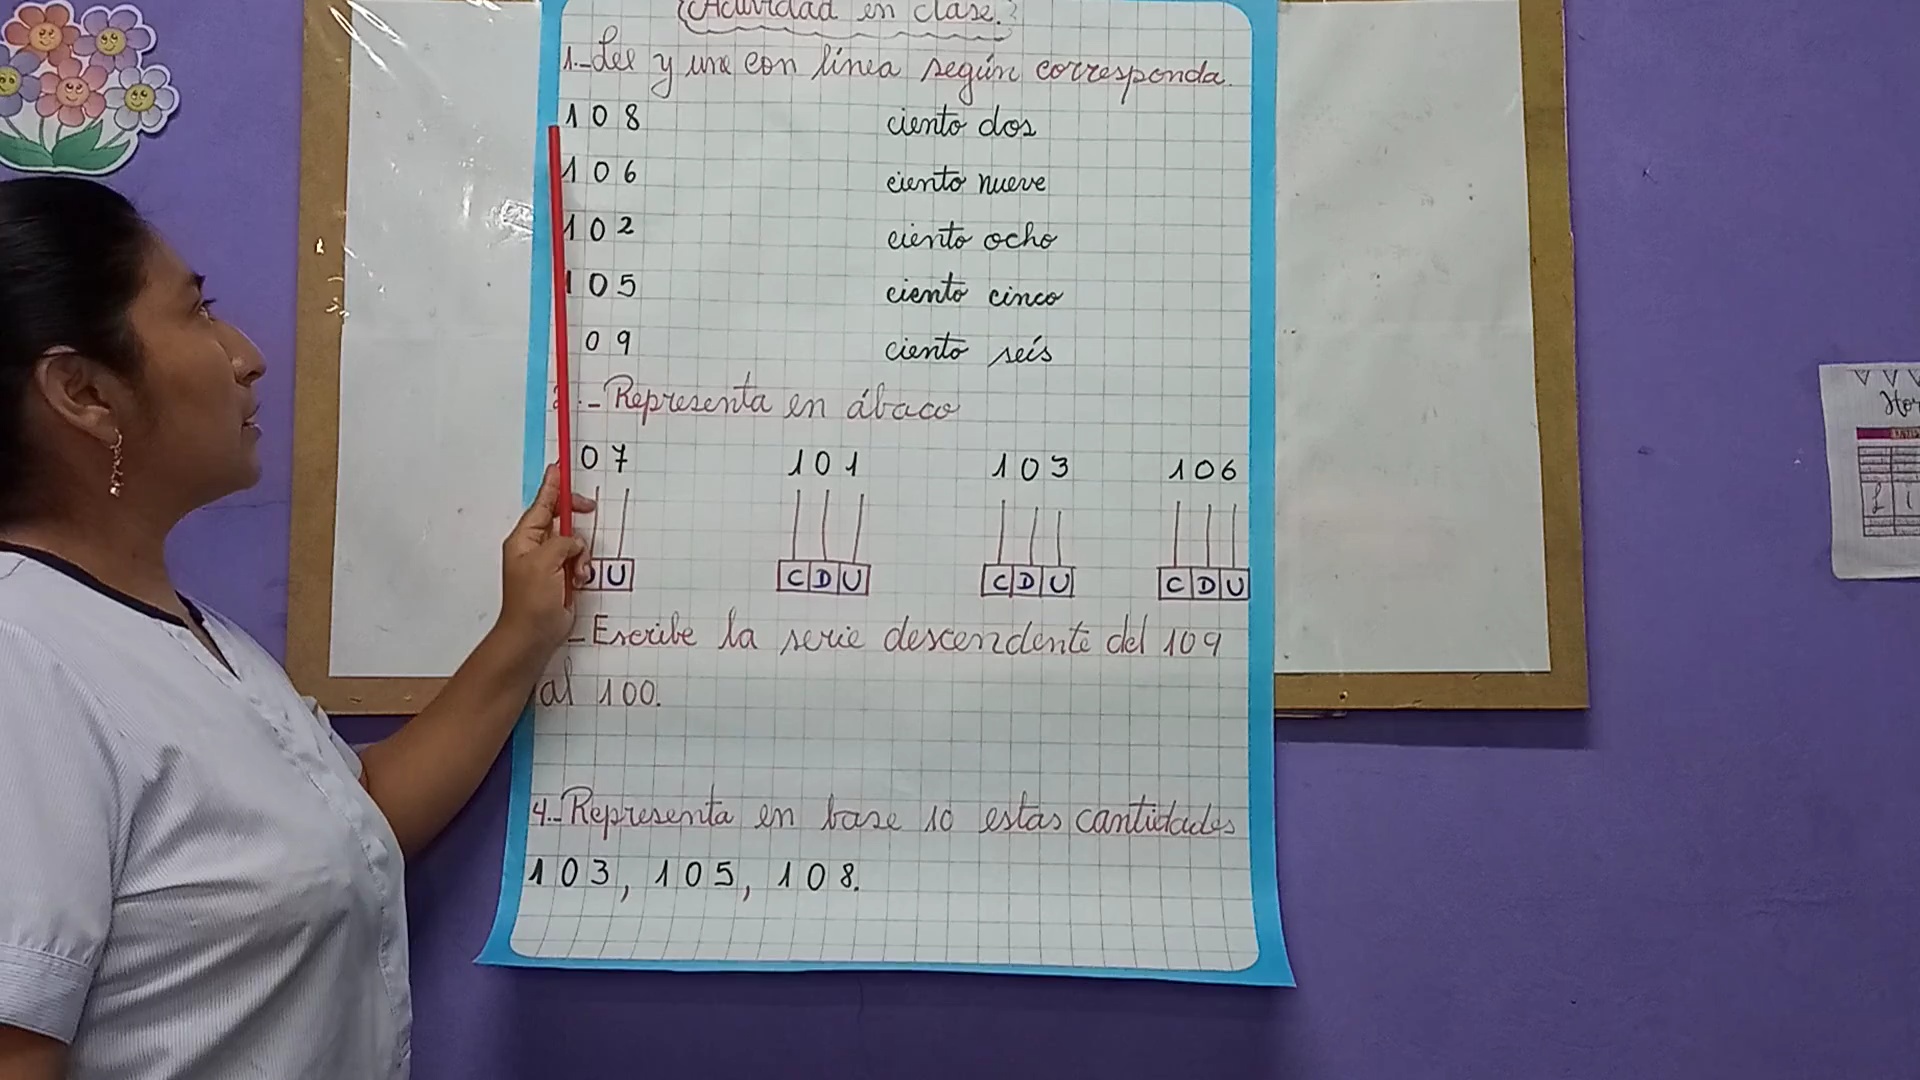 Actividad en clase.
1.-Lee y une con línea según corresponda.
108 ciento dos
106 ciento nueve
102 ciento ocho
105 ciento cinco
09 ciento seís
-Representa en ábaco
07 101 103 106
U C D U C D U C D U
-Escribe la serie descendente del 109
al 100.
4.-Representa en base 10 estas cantidades
103, 105, 108.